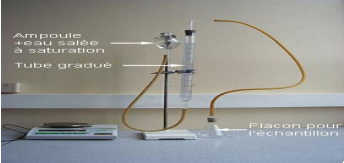 Ampoule
+eau salée
à saturation
Tube gradué
Flacon pour
l'échantillon